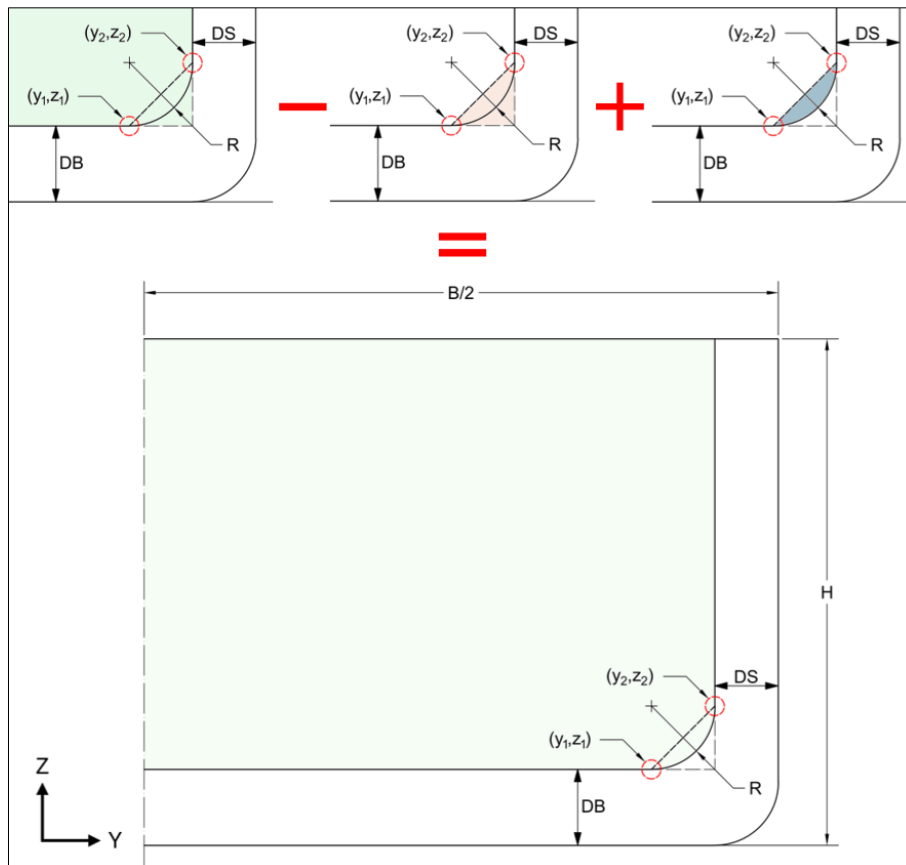 (y₂,z₂)
DS
(y₁,z₁)
R
DB
−
(y₂,z₂)
DS
(y₁,z₁)
R
DB
+
(y₂,z₂)
DS
(y₁,z₁)
R
DB
=
B/2
H
(y₂,z₂)
DS
(y₁,z₁)
R
DB
Z
Y